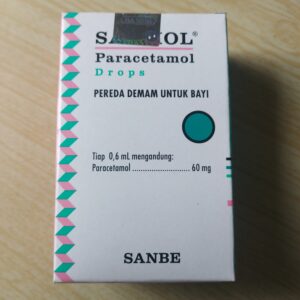 Paracetamol
Drops
PEREDA DEMAM UNTUK BAYI
Tiap 0,6 mL mengandung:
Paracetamol ........................... 60 mg
SANBE